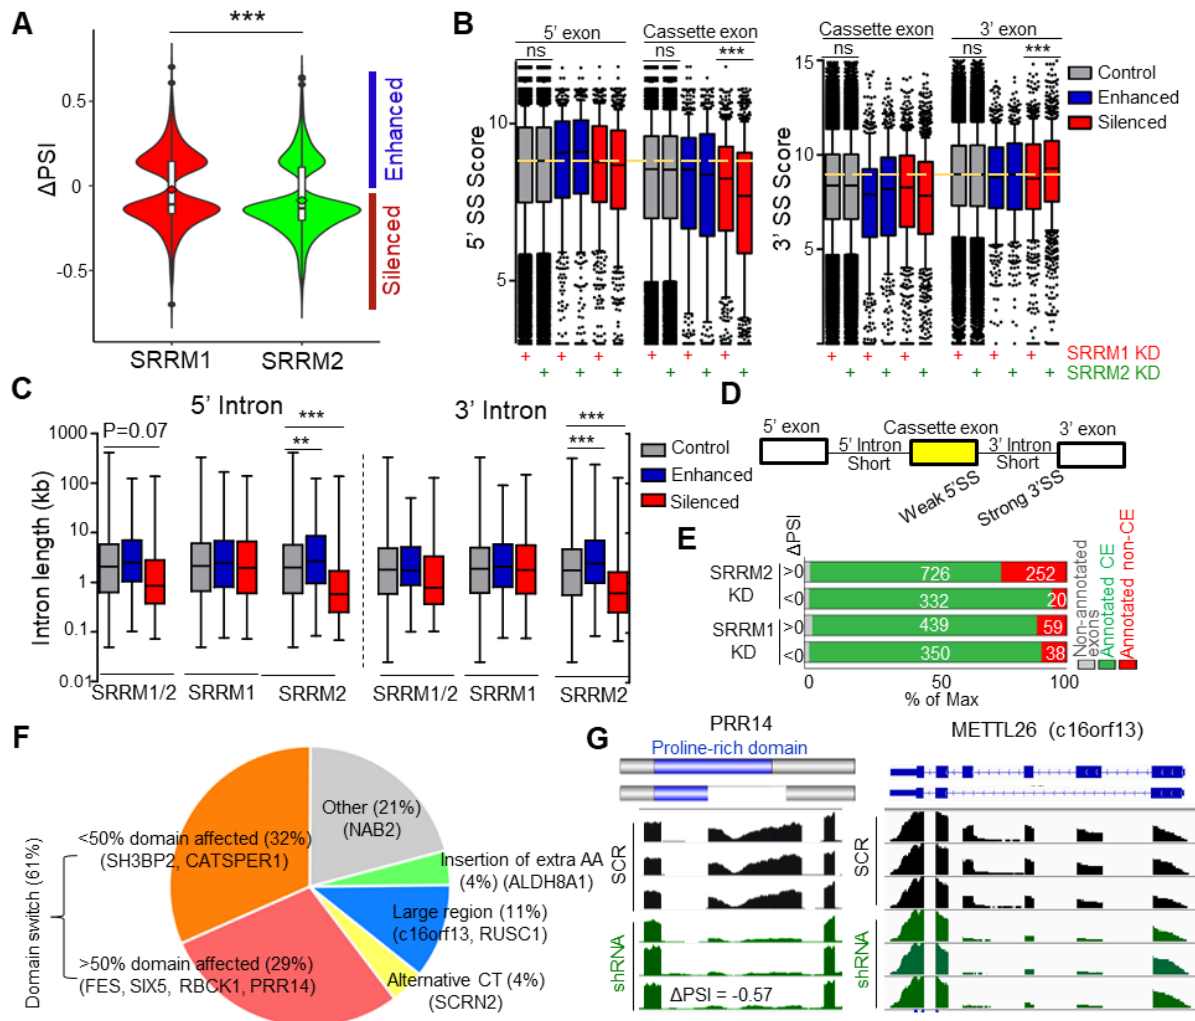 A
***
ΔPSI
0.5
0
-0.5
Enhanced
Silenced
SRRM1
SRRM2
B
5' exon
Cassette exon
ns
ns
***
5' SS Score
10
5
Cassette exon
3' exon
ns
ns
***
3' SS Score
15
10
5
Control
Enhanced
Silenced
+ + +
+ + +
+ + +
+ + +
SRRM1 KD
+ + +
+ + +
+ + +
+ + +
SRRM2 KD
C
5' Intron
3' Intron
P=0.07
***
**
***
***
Intron length (kb)
1000
100
10
1
0.1
0.01
SRRM1/2
SRRM1
SRRM2
SRRM1/2
SRRM1
SRRM2
Control
Enhanced
Silenced
D
5' exon
Cassette exon
3' exon
5' Intron
Short
3' Intron
Short
Weak 5'SS
Strong 3'SS
E
ΔPSI
SRRM2
KD
>0
726
252
<0
332
20
SRRM1
KD
>0
439
59
<0
350
38
0
50
100
% of Max
Non-annotated
exons
Annotated CE
Annotated non-CE
F
Domain switch (61%)
<50% domain affected (32%)
(SH3BP2, CATSPER1)
>50% domain affected (29%)
(FES, SIX5, RBCK1, PRR14)
Other (21%)
(NAB2)
Insertion of extra AA
(4%) (ALDH8A1)
Large region (11%)
(c16orf13, RUSC1)
Alternative CT (4%)
(SCRN2)
G
PRR14
Proline-rich domain
METTL26 (c16orf13)
SCR
shRNA
ΔPSI = -0.57
SCR
shRNA